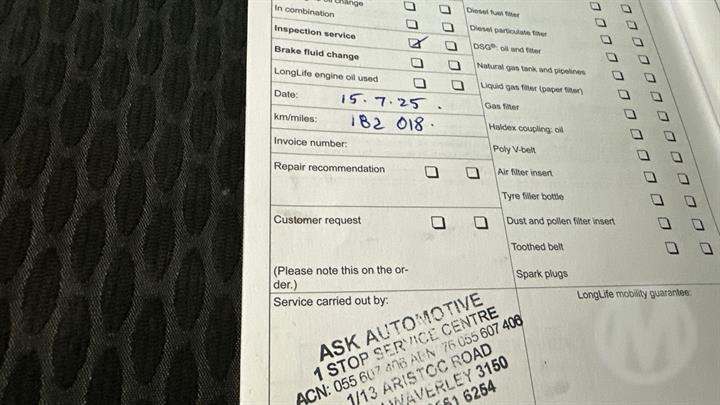 change
In combination
Inspection service
Brake fluid change
LongLife engine oil used
Date: 15.7.25.
km/miles: 182 018.
Invoice number:
Repair recommendation
Customer request
(Please note this on the or-
der.)
Service carried out by:
ASK AUTOMOTIVE
1 STOP SERVICE CENTRE
ACN: 055 607 406 ABN 76 055 607 406
1/13 ARISTOC ROAD
WAVERLEY 3150
6254
Diesel fuel filter
Diesel particulate filter
DSG®: oil and filter
Natural gas tank and pipelines
Liquid gas filter (paper filter)
Gas filter
Haldex coupling: oil
Poly V-belt
Air filter insert
Tyre filler bottle
Dust and pollen filter insert
Toothed belt
Spark plugs
LongLife mobility guarantee:
M